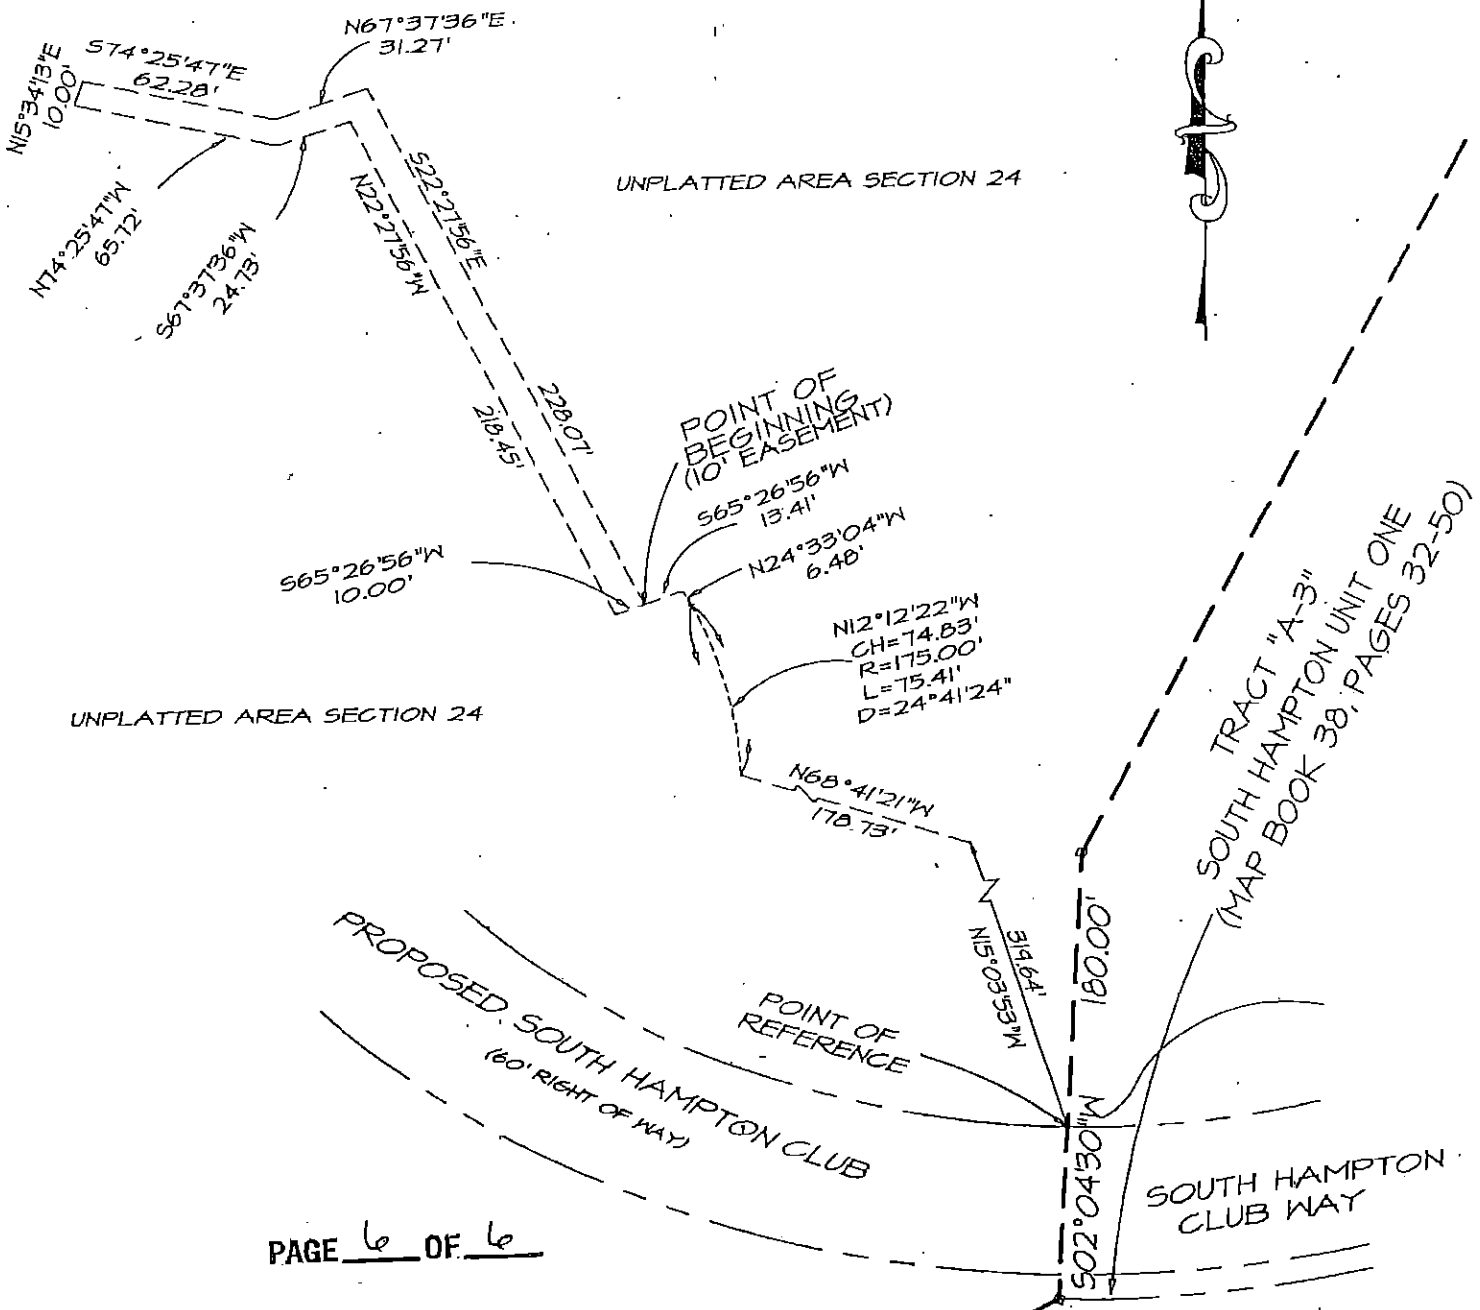 N67°37'36"E
31.27'
S74°25'47"E
62.28'
N15°34'13"E
10.00'
UNPLATTED AREA SECTION 24
S22°27'56"E
N22°27'56"W
N74°25'47"W
65.72'
S67°37'36"W
24.73'
228.07'
218.45'
POINT OF
BEGINNING
(10' EASEMENT)
S65°26'56"W
13.41'
N24°33'04"W
6.48'
S65°26'56"W
10.00'
N12°12'22"W
CH=74.83'
R=175.00'
L=75.41'
D=24°41'24"
UNPLATTED AREA SECTION 24
N68°41'21"W
178.73'
TRACT "A-3"
SOUTH HAMPTON UNIT ONE
(MAP BOOK 38, PAGES 32-50)
180.00'
319.64'
N15°03'53"W
POINT OF
REFERENCE
PROPOSED SOUTH HAMPTON CLUB
(60' RIGHT OF WAY)
S02°04'30"W
SOUTH HAMPTON
CLUB WAY
PAGE 6 OF 6